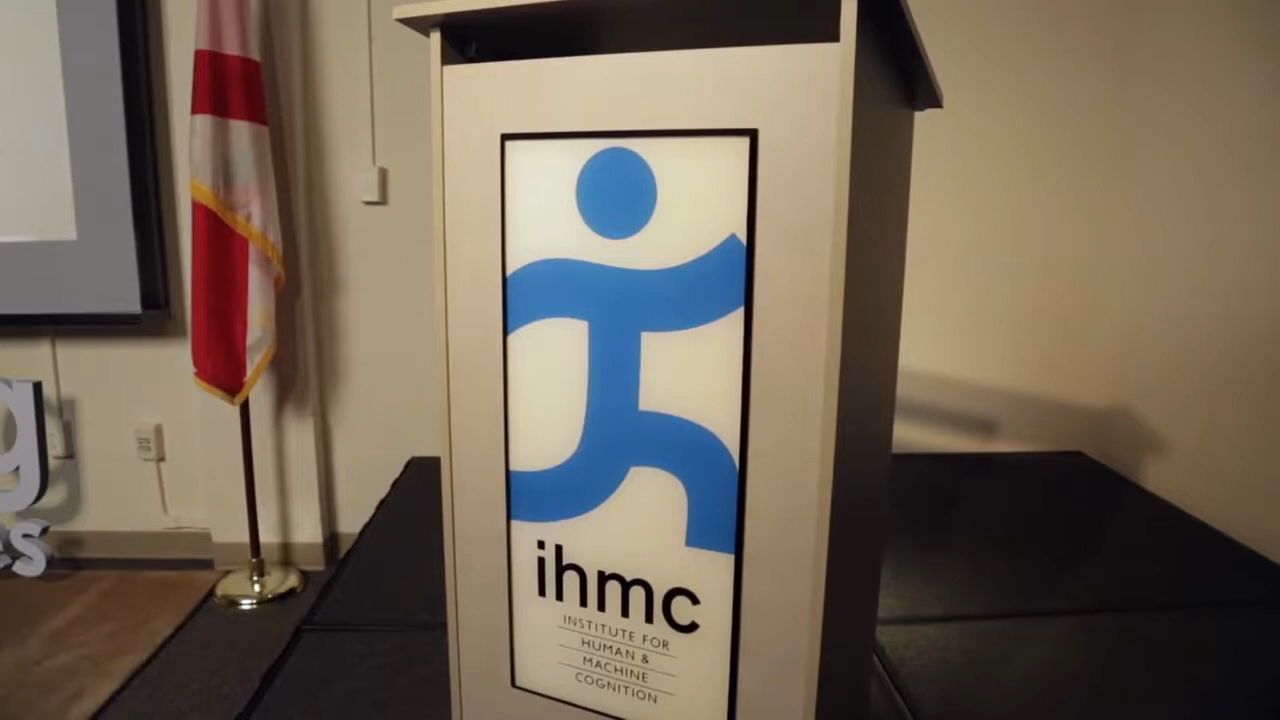 ihmc
INSTITUTE FOR
HUMAN &
MACHINE
COGNITION